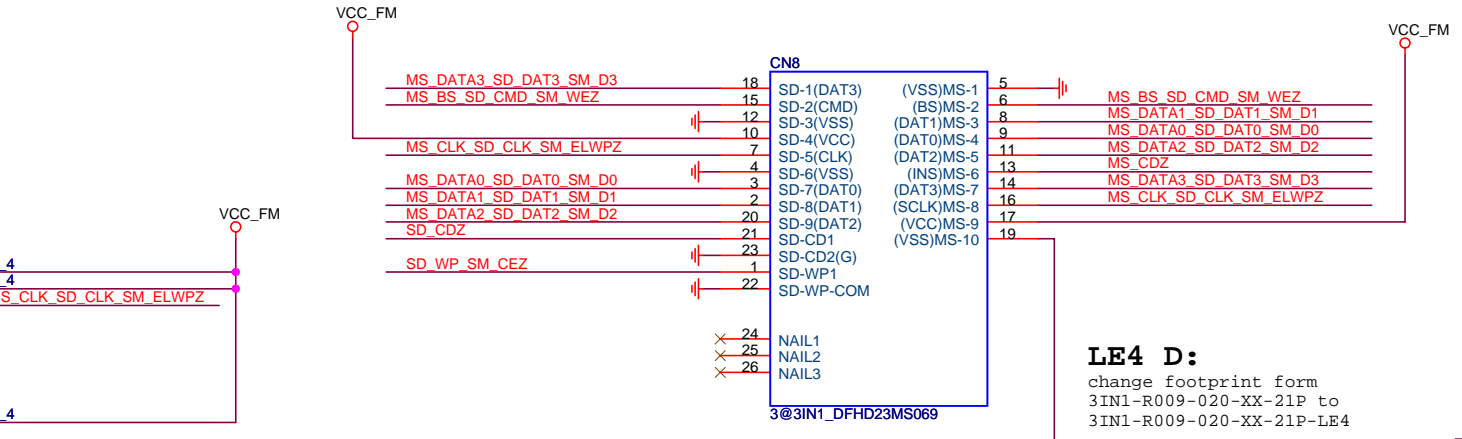 VCC_FM
VCC_FM
CN8
MS_DATA3_SD_DAT3_SM_D3 18 SD-1(DAT3) (VSS)MS-1 5
MS_BS_SD_CMD_SM_WEZ 15 SD-2(CMD) (BS)MS-2 6 MS_BS_SD_CMD_SM_WEZ
12 SD-3(VSS) (DAT1)MS-3 8 MS_DATA1_SD_DAT1_SM_D1
10 SD-4(VCC) (DAT0)MS-4 9 MS_DATA0_SD_DAT0_SM_D0
MS_CLK_SD_CLK_SM_ELWPZ 7 SD-5(CLK) (DAT2)MS-5 11 MS_DATA2_SD_DAT2_SM_D2
4 SD-6(VSS) (INS)MS-6 13 MS_CDZ
MS_DATA0_SD_DAT0_SM_D0 3 SD-7(DAT0) (DAT3)MS-7 14 MS_DATA3_SD_DAT3_SM_D3
MS_DATA1_SD_DAT1_SM_D1 2 SD-8(DAT1) (SCLK)MS-8 16 MS_CLK_SD_CLK_SM_ELWPZ
MS_DATA2_SD_DAT2_SM_D2 20 SD-9(DAT2) (VCC)MS-9 17
SD_CDZ 21 SD-CD1 (VSS)MS-10 19
23 SD-CD2(G)
SD_WP_SM_CEZ 1 SD-WP1
22 SD-WP-COM
24 NAIL1
25 NAIL2
26 NAIL3
3@3IN1_DFHD23MS069
VCC_FM
_4
_4
S_CLK_SD_CLK_SM_ELWPZ
_4
LE4 D:
change footprint form
3IN1-R009-020-XX-21P to
3IN1-R009-020-XX-21P-LE4